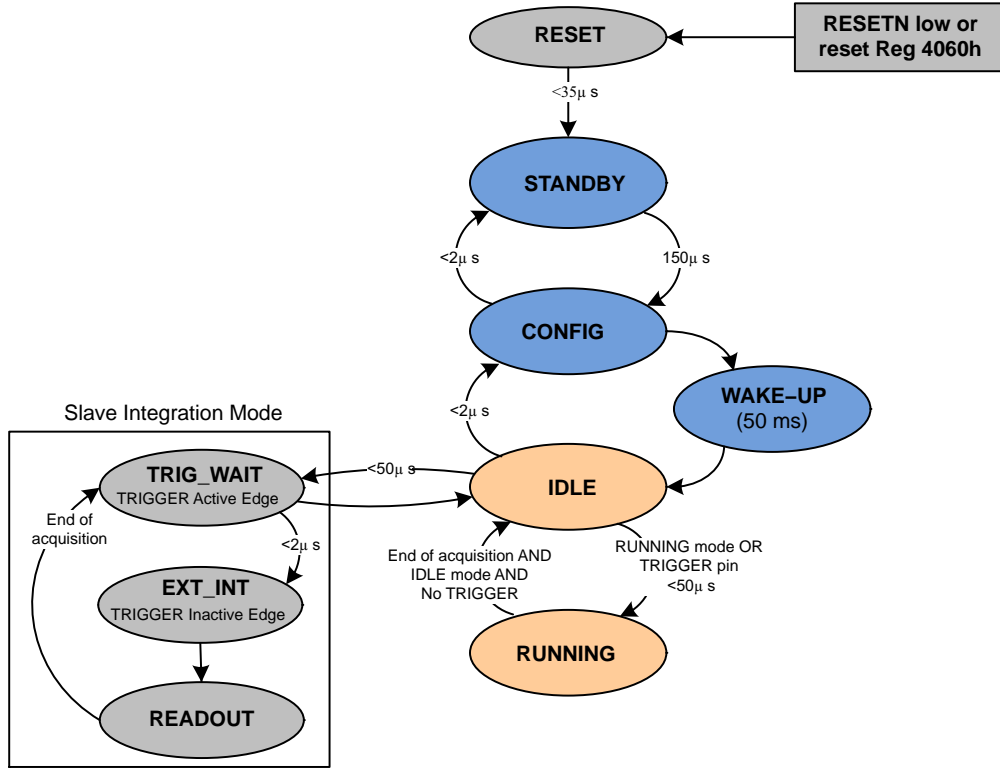 RESET
RESETN low or
reset Reg 4060h
<35μ s
STANDBY
<2μ s
150μ s
CONFIG
WAKE−UP
(50 ms)
<2μ s
Slave Integration Mode
TRIG_WAIT
TRIGGER Active Edge
<50μ s
IDLE
End of
acquisition
<2μ s
EXT_INT
TRIGGER Inactive Edge
READOUT
End of acquisition AND
IDLE mode AND
No TRIGGER
RUNNING mode OR
TRIGGER pin
<50μ s
RUNNING